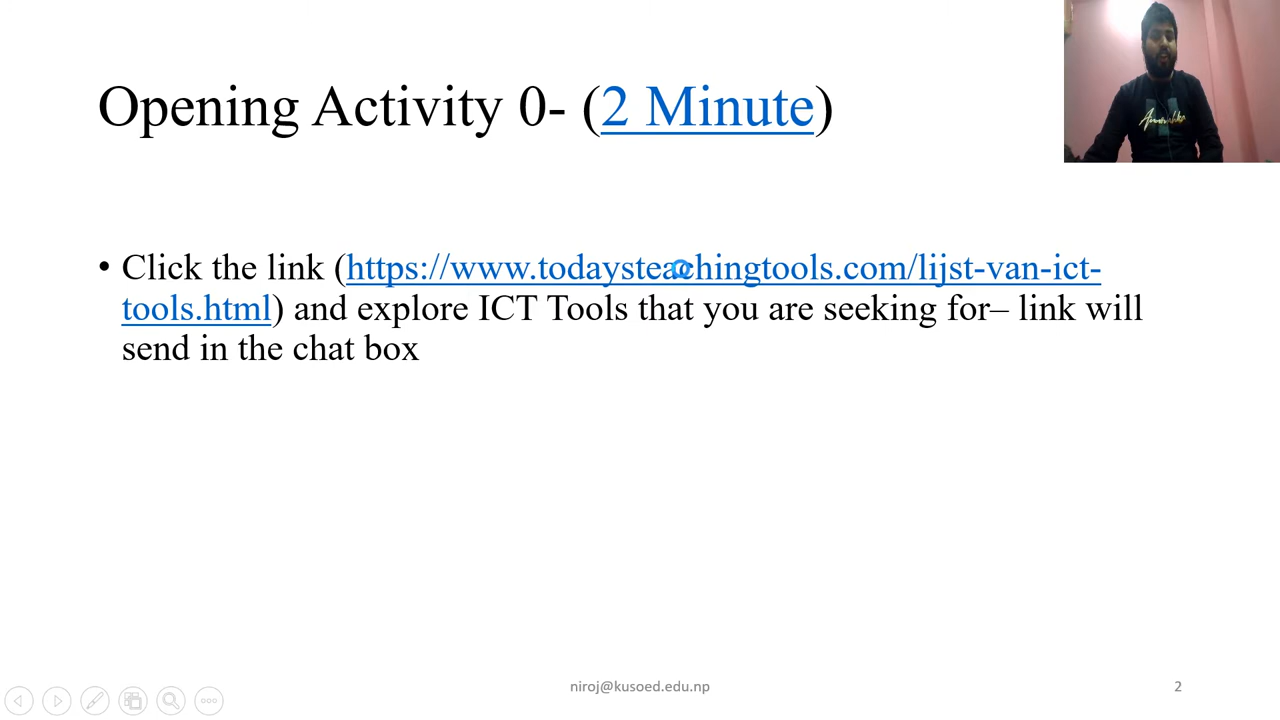 Opening Activity 0- (2 Minute)
• Click the link (https://www.todaysteachingtools.com/lijst-van-ict-
tools.html) and explore ICT Tools that you are seeking for– link will
send in the chat box
niroj@kusoed.edu.np
2